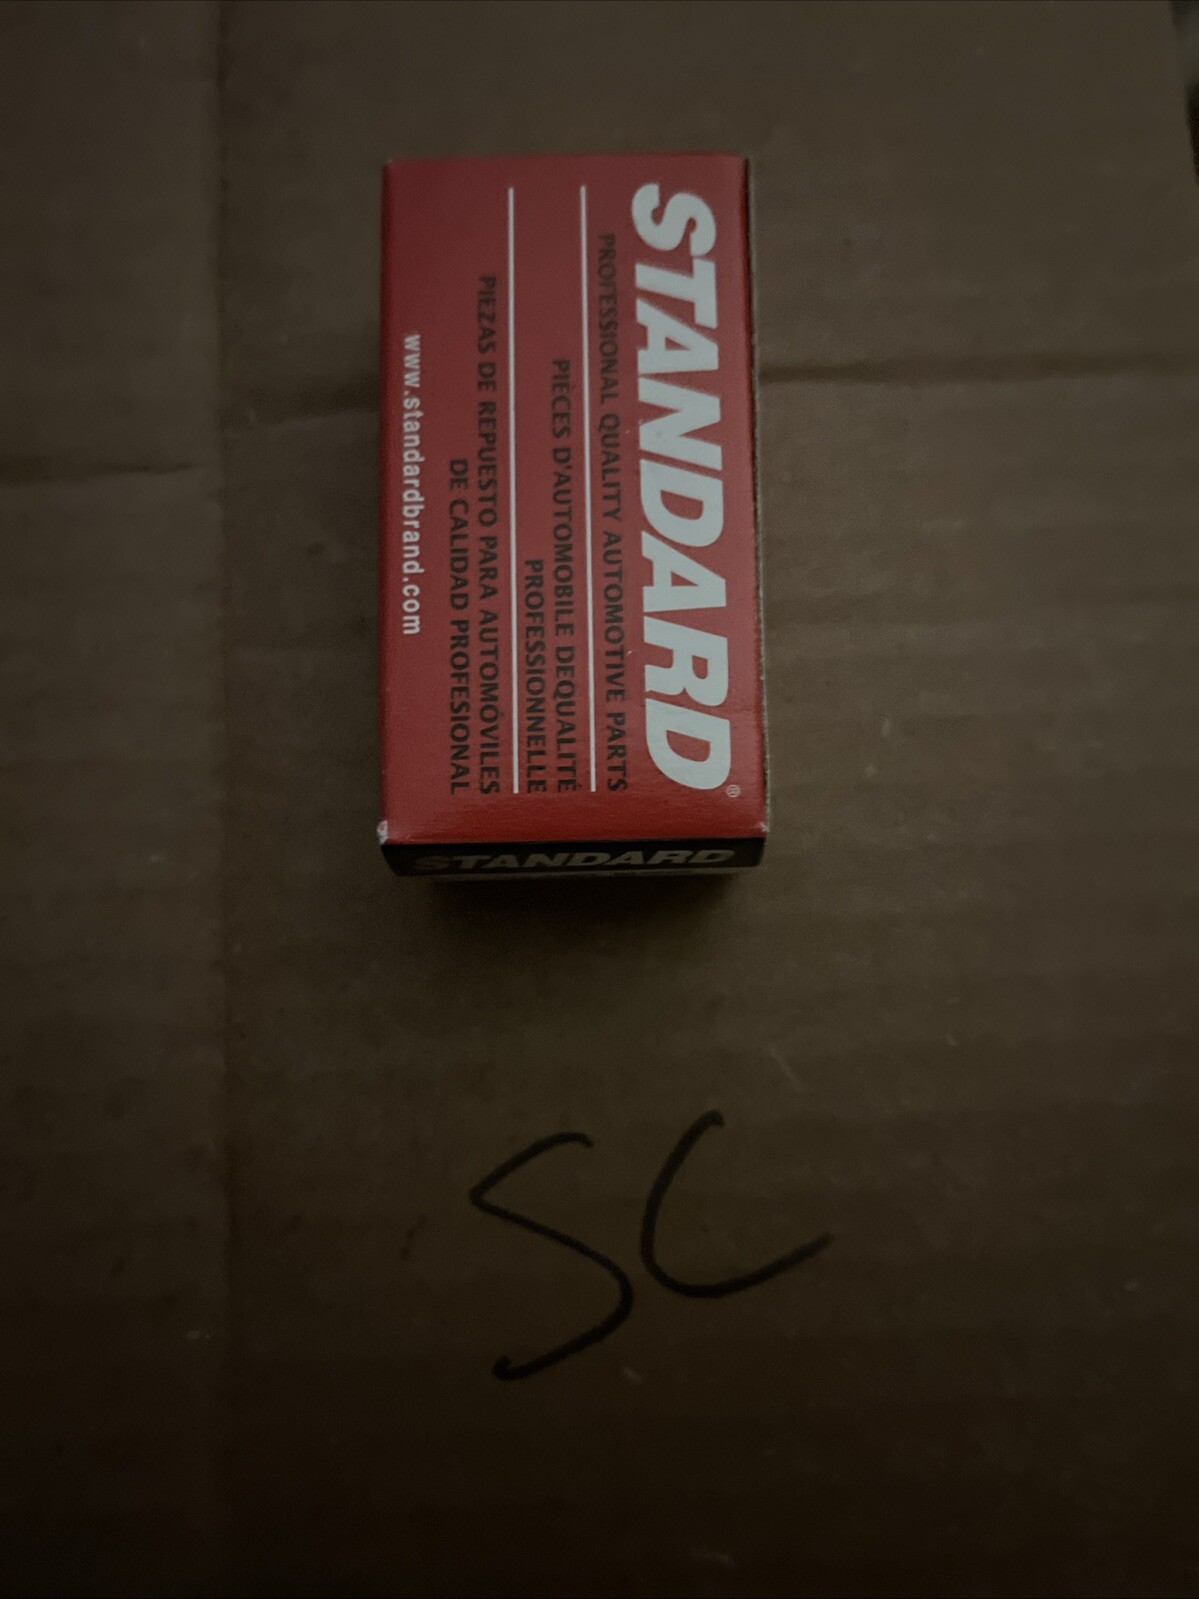 STANDARD®
PROFESSIONAL QUALITY AUTOMOTIVE PARTS
PIÈCES D'AUTOMOBILE DEQUALITÉ
PROFESSIONNELLE
PIEZAS DE REPUESTO PARA AUTOMÓVILES
DE CALIDAD PROFESIONAL
www.standardbrand.com
STANDARD
SC